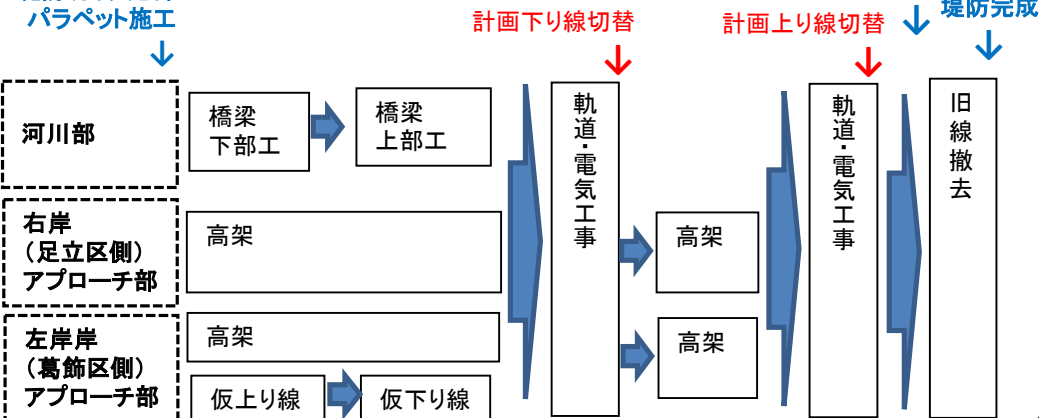 パラペット施工
計画下り線切替
計画上り線切替
堤防完成
河川部
橋梁
下部工
橋梁
上部工
軌道・電気工事
軌道・電気工事
旧線撤去
右岸
(足立区側)
アプローチ部
高架
高架
左岸岸
(葛飾区側)
アプローチ部
高架
高架
仮上り線
仮下り線